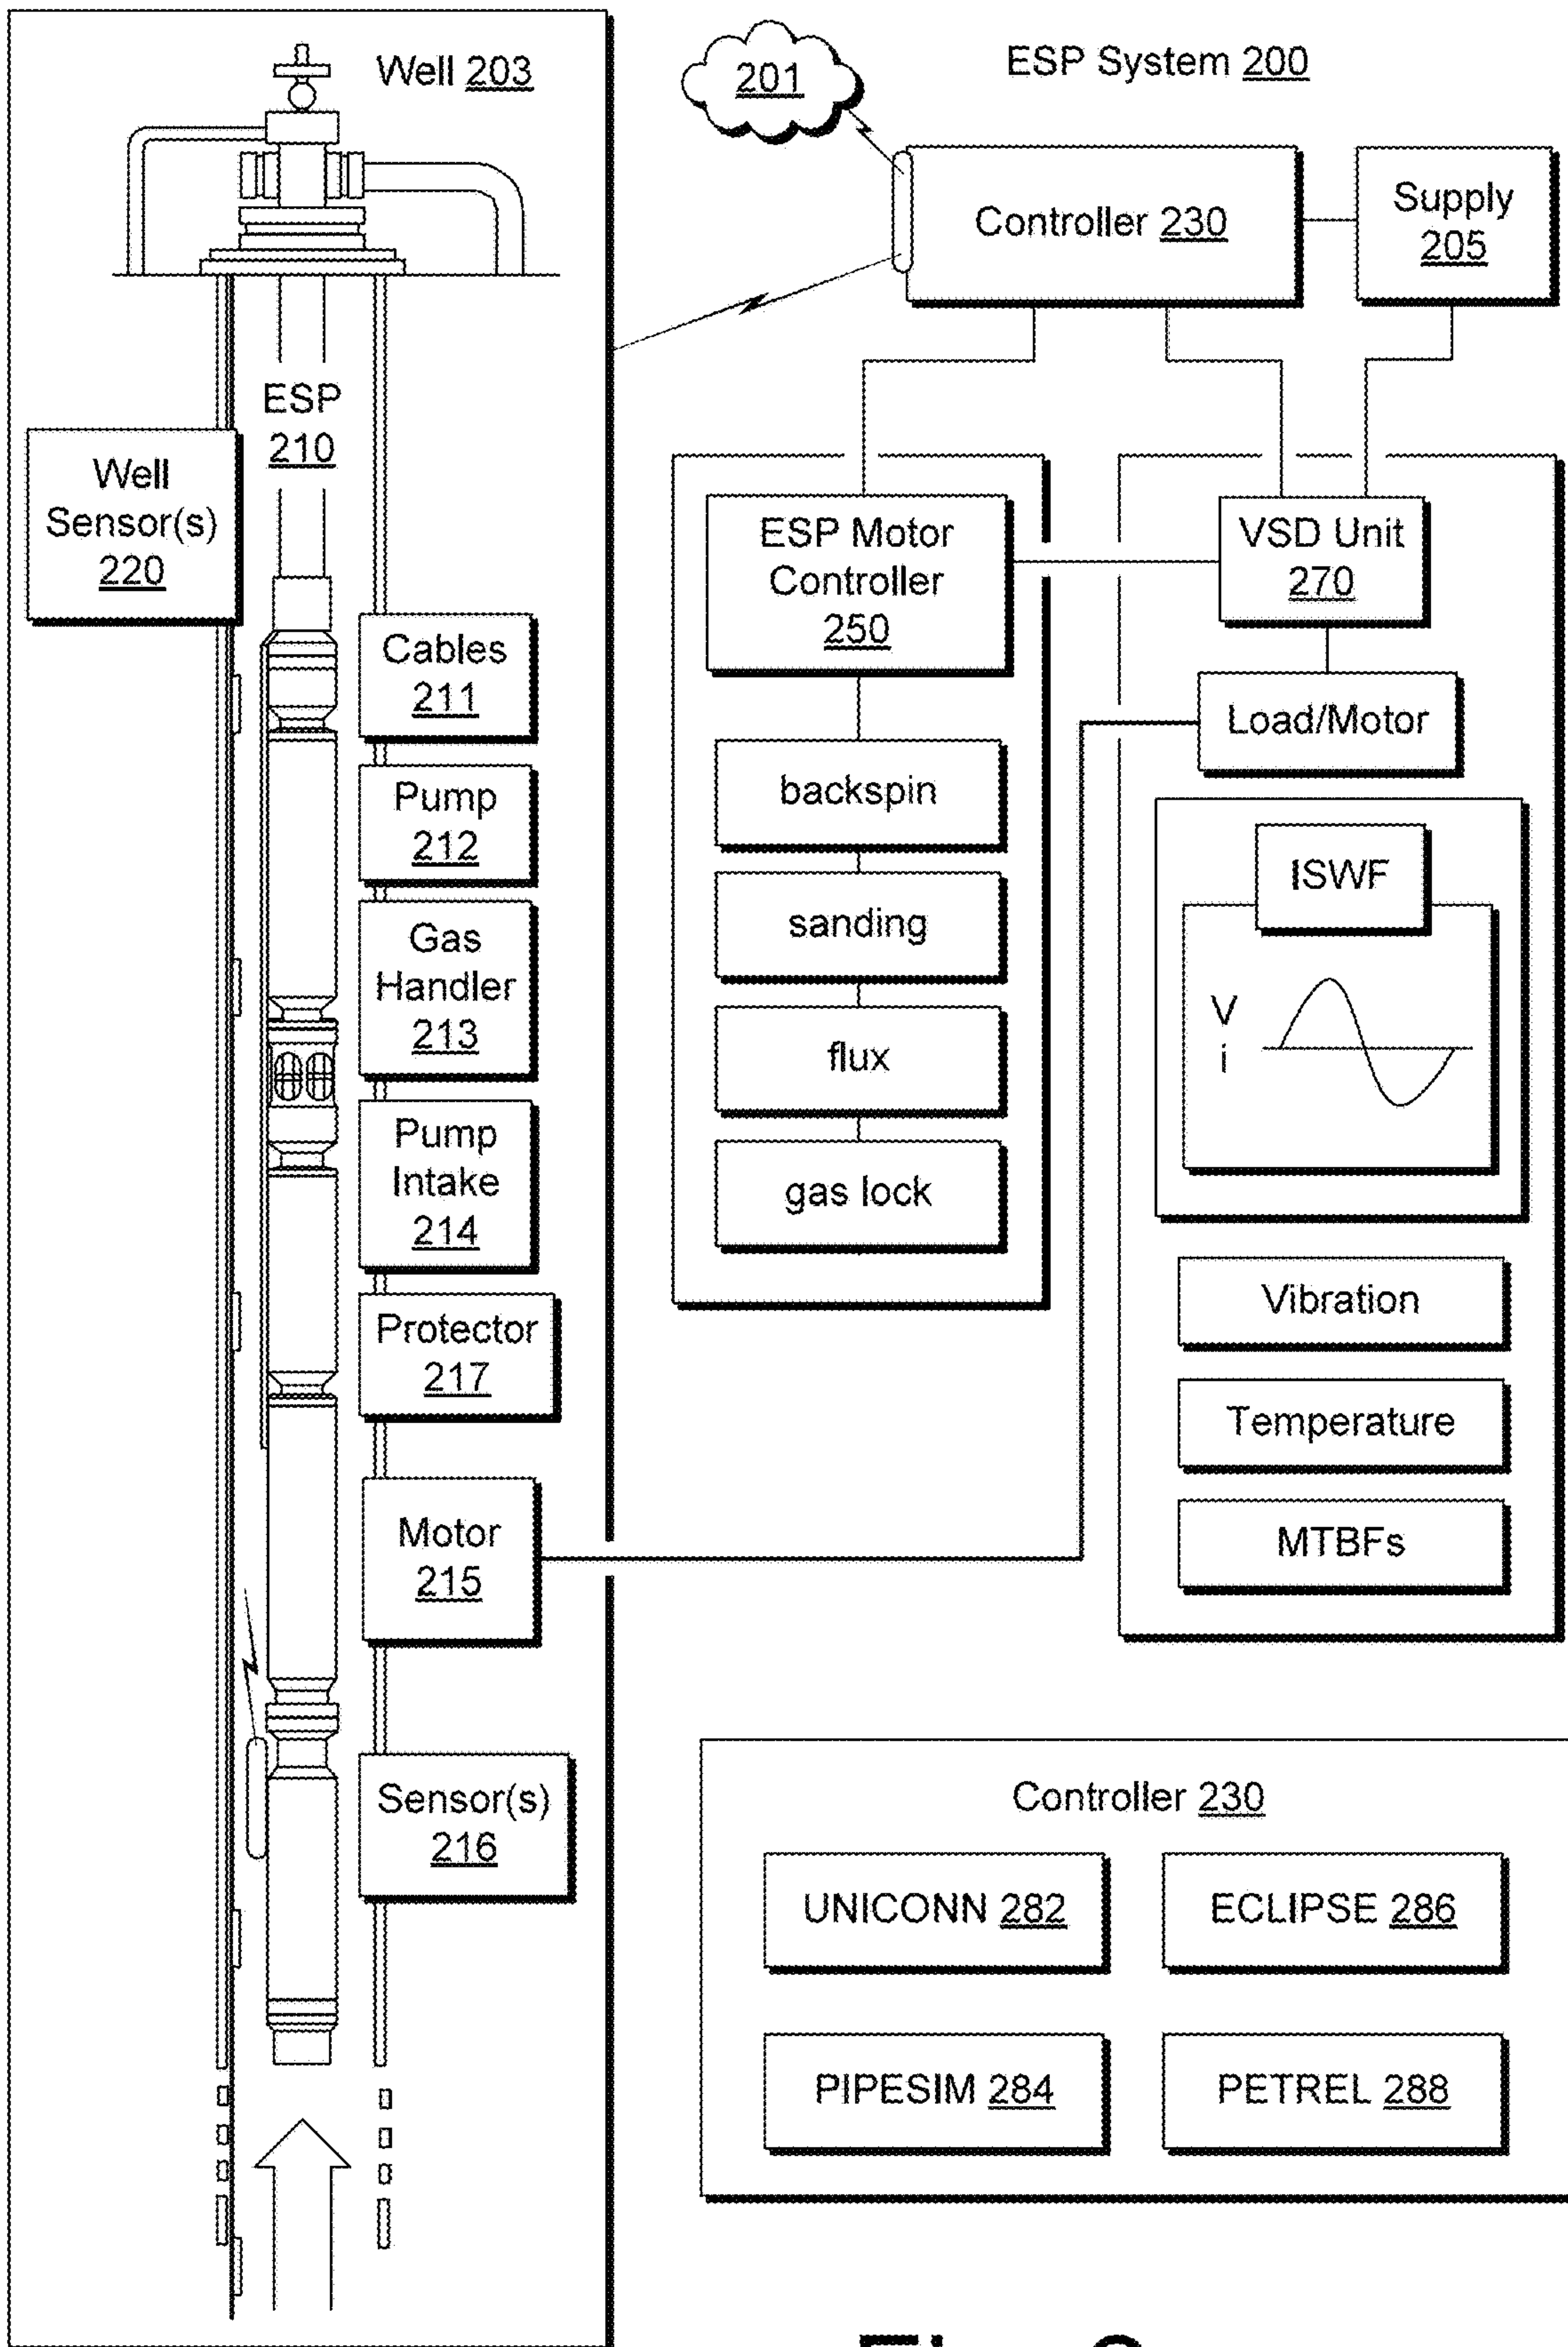 Well 203
ESP
210
Well
Sensor(s)
220
Cables
211
Pump
212
Gas
Handler
213
Pump
Intake
214
Protector
217
Motor
215
Sensor(s)
216
201
ESP System 200
Controller 230
Supply
205
ESP Motor
Controller
250
backspin
sanding
flux
gas lock
VSD Unit
270
Load/Motor
ISWF
V
i
Vibration
Temperature
MTBFs
Controller 230
UNICONN 282
ECLIPSE 286
PIPESIM 284
PETREL 288